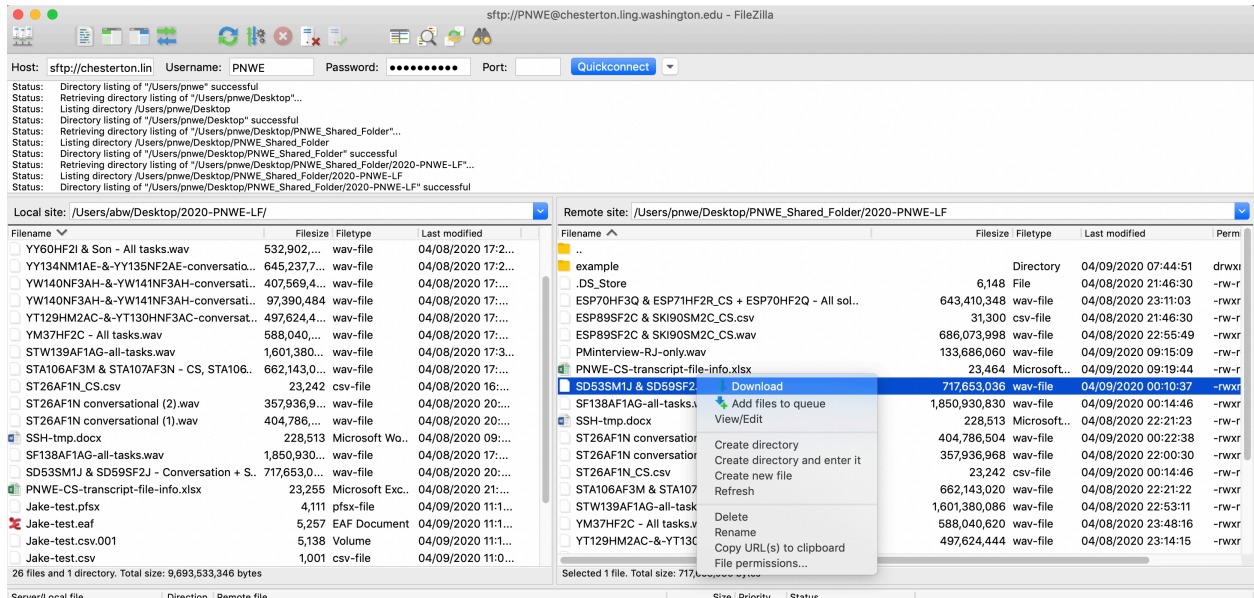 sftp://PNWE@chesterton.ling.washington.edu - FileZilla
Host: sftp://chesterton.lin Username: PNWE Password: ●●●●●●●●●● Port: Quickconnect
Status: Directory listing of "/Users/pnwe" successful
Status: Retrieving directory listing of "/Users/pnwe/Desktop"...
Status: Listing directory /Users/pnwe/Desktop
Status: Directory listing of "/Users/pnwe/Desktop" successful
Status: Retrieving directory listing of "/Users/pnwe/Desktop/PNWE_Shared_Folder"...
Status: Listing directory /Users/pnwe/Desktop/PNWE_Shared_Folder
Status: Directory listing of "/Users/pnwe/Desktop/PNWE_Shared_Folder" successful
Status: Retrieving directory listing of "/Users/pnwe/Desktop/PNWE_Shared_Folder/2020-PNWE-LF"...
Status: Listing directory /Users/pnwe/Desktop/PNWE_Shared_Folder/2020-PNWE-LF
Status: Directory listing of "/Users/pnwe/Desktop/PNWE_Shared_Folder/2020-PNWE-LF" successful
Local site: /Users/abw/Desktop/2020-PNWE-LF/
Filename Filesize Filetype Last modified
YY60HF2I & Son - All tasks.wav 532,902,... wav-file 04/08/2020 17:2...
YY134NM1AE-&-YY135NF2AE-conversatio... 645,237,7... wav-file 04/08/2020 17:2...
YW140NF3AH-&-YW141NF3AH-conversati... 407,569,4... wav-file 04/08/2020 17:...
YW140NF3AH-&-YW141NF3AH-conversati... 97,390,484 wav-file 04/08/2020 17:...
YT129HM2AC-&-YT130HNF3AC-conversat... 497,624,4... wav-file 04/08/2020 17:...
YM37HF2C - All tasks.wav 588,040,... wav-file 04/08/2020 17:...
STW139AF1AG-all-tasks.wav 1,601,380... wav-file 04/08/2020 17:3...
STA106AF3M & STA107AF3N - CS, STA106.. 662,143,0... wav-file 04/08/2020 17:...
ST26AF1N_CS.csv 23,242 csv-file 04/08/2020 16:...
ST26AF1N conversational (2).wav 357,936,9... wav-file 04/08/2020 20:...
ST26AF1N conversational (1).wav 404,786,... wav-file 04/08/2020 20:...
SSH-tmp.docx 228,513 Microsoft Wo.. 04/08/2020 09:...
SF138AF1AG-all-tasks.wav 1,850,930... wav-file 04/08/2020 17:...
SD53SM1J & SD59SF2J - Conversation + S.. 717,653,0... wav-file 04/08/2020 20:...
PNWE-CS-transcript-file-info.xlsx 23,255 Microsoft Exc.. 04/08/2020 21:...
Jake-test.pfsx 4,111 pfsx-file 04/09/2020 11:1...
Jake-test.eaf 5,257 EAF Document 04/09/2020 11:1...
Jake-test.csv.001 5,138 Volume 04/09/2020 11:1...
Jake-test.csv 1,001 csv-file 04/09/2020 11:0...
26 files and 1 directory. Total size: 9,693,533,346 bytes
Remote site: /Users/pnwe/Desktop/PNWE_Shared_Folder/2020-PNWE-LF
Filename Filesize Filetype Last modified Perm
..
example Directory 04/09/2020 07:44:51 drwxr
.DS_Store 6,148 File 04/08/2020 21:46:30 -rw-r
ESP70HF3Q & ESP71HF2R_CS + ESP70HF2Q - All sol... 643,410,348 wav-file 04/08/2020 23:11:03 -rwxr
ESP89SF2C & SKI90SM2C_CS.csv 31,300 csv-file 04/08/2020 21:46:30 -rw-r
ESP89SF2C & SKI90SM2C_CS.wav 686,073,998 wav-file 04/08/2020 22:55:49 -rwxr
PMinterview-RJ-only.wav 133,686,060 wav-file 04/09/2020 09:15:09 -rw-r
PNWE-CS-transcript-file-info.xlsx 23,464 Microsoft... 04/09/2020 09:19:44 -rwxr
SD53SM1J & SD59SF2 717,653,036 wav-file 04/09/2020 00:10:37 -rwxr
SF138AF1AG-all-tasks. 1,850,930,830 wav-file 04/09/2020 00:14:46 -rwxr
SSH-tmp.docx 228,513 Microsoft... 04/08/2020 22:21:23 -rw-r
ST26AF1N conversation 404,786,504 wav-file 04/09/2020 00:22:38 -rwxr
ST26AF1N conversation 357,936,968 wav-file 04/08/2020 22:00:30 -rwxr
ST26AF1N_CS.csv 23,242 csv-file 04/09/2020 00:14:46 -rw-r
STA106AF3M & STA107 662,143,020 wav-file 04/08/2020 22:21:22 -rwxr
STW139AF1AG-all-task 1,601,380,086 wav-file 04/08/2020 22:53:11 -rw-r
YM37HF2C - All tasks.w 588,040,620 wav-file 04/08/2020 23:48:16 -rwxr
YT129HM2AC-&-YT130 497,624,444 wav-file 04/08/2020 23:14:15 -rwxr
Download
Add files to queue
View/Edit
Create directory
Create directory and enter it
Create new file
Refresh
Delete
Rename
Copy URL(s) to clipboard
File permissions...
Selected 1 file. Total size:
Server/Local file Direction Remote file Size Priority Status